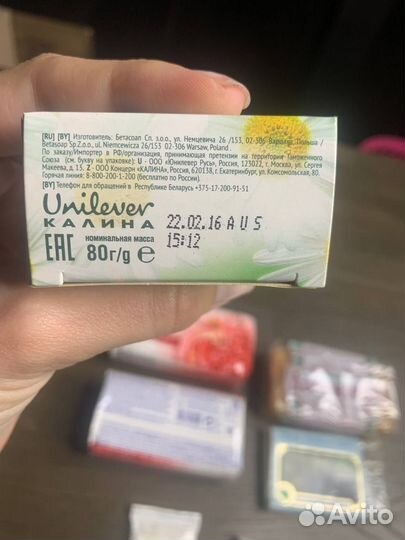 [RU] [BY] Изготовитель: Бетасоап Сп. з.о.о., ул. Немцевича 26 /153, 02-306 Варшава, Польша /
Betasoap Sp.Z.o.o., ul. Niemcewicza 26/153 ,02-306 Warsaw, Poland
По заказу/Импортер в РФ/организация, принимающая претензии на территории Таможенного
Союза (см. букву на упаковке): U - ООО «Юнилевер Русь», Россия, 123022, г. Москва, ул. Сергея
Макеева, д. 13, Z - ООО Концерн «КАЛИНА», Россия, 620138, г. Екатеринбург, ул. Комсомольская, 80.
Горячая линия: 8-800-200-1-200 (бесплатно по России).
[BY] Телефон для обращений в Республике Беларусь +375-17-200-91-51
Unilever
КАЛИНА
22.02.16 A U S
15:12
EAC
номинальная масса
80г/g e
Avito